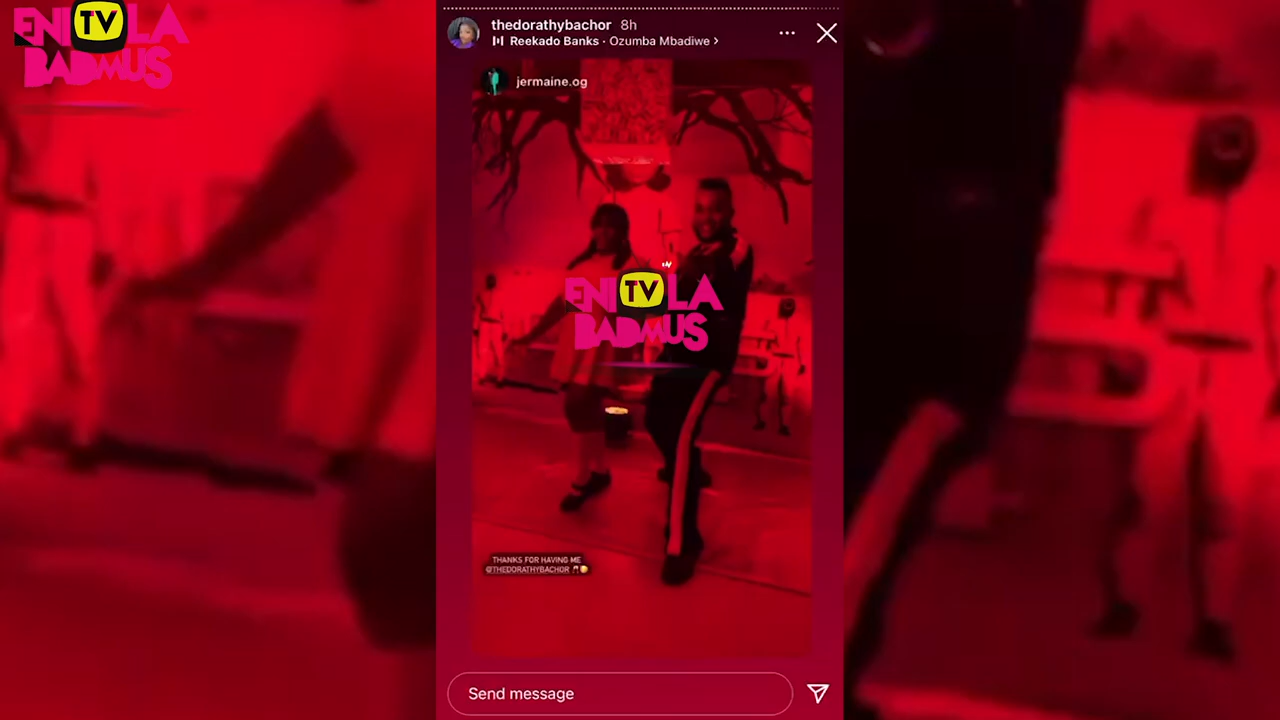 ENI TV LA
BADMUS
thedorathybachor 8h
Reekado Banks · Ozumba Mbadiwe >
jermaine.og
ENI TV LA
BADMUS
THANKS FOR HAVING ME
@THEDORATHYBACHOR
Send message